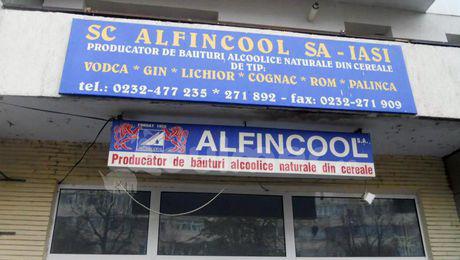 SC ALFINCOOL SA - IASI
PRODUCATOR DE BAUTURI ALCOOLICE NATURALE DIN CEREALE
DE TIP:
VODCA * GIN * LICHIOR * COGNAC * ROM * PALINCA
tel.: 0232-477 235 * 271 892 - fax: 0232-271 909
ALFINCOOL S.A.
Producător de băuturi alcoolice naturale din cereale